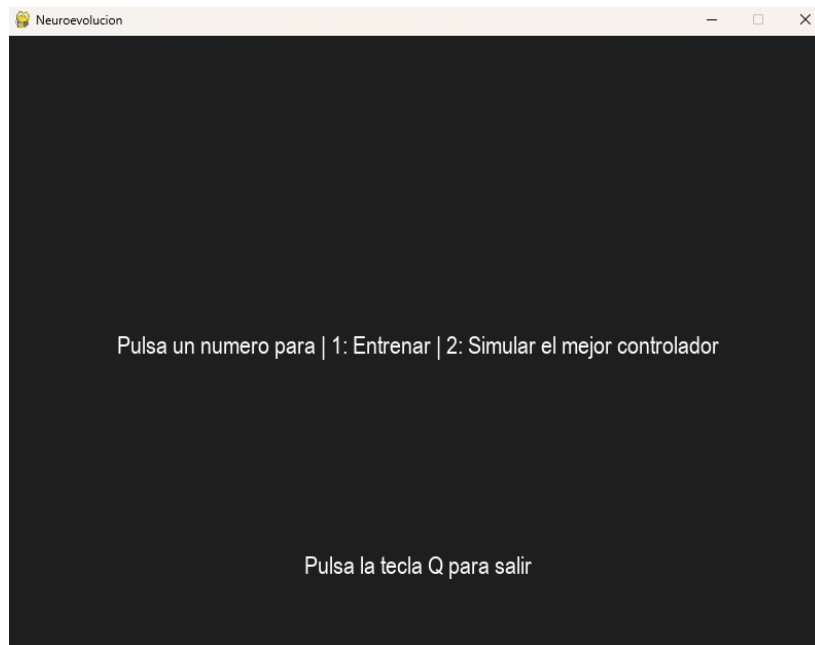 Neuroevolucion
Pulsa un numero para | 1: Entrenar | 2: Simular el mejor controlador
Pulsa la tecla Q para salir